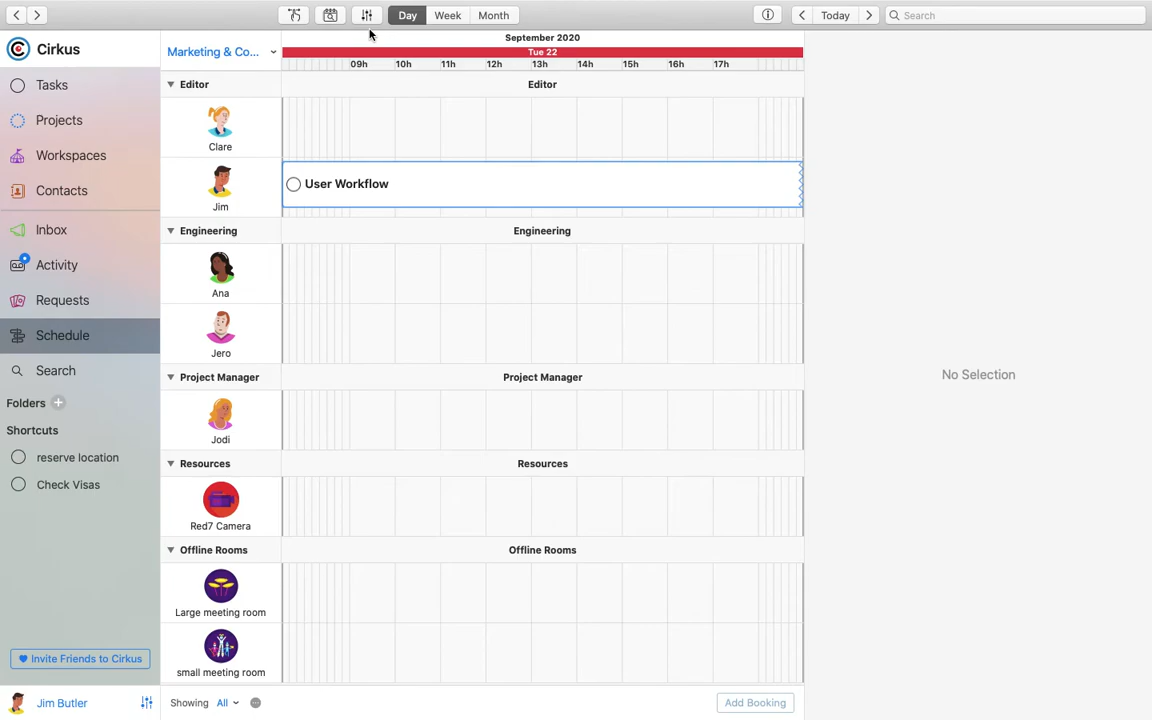 Day Week Month Today Search
Cirkus
Tasks
Projects
Workspaces
Contacts
Inbox
Activity
Requests
Schedule
Search
Folders
Shortcuts
reserve location
Check Visas
Invite Friends to Cirkus
Jim Butler
Marketing & Co...
September 2020
Tue 22
09h 10h 11h 12h 13h 14h 15h 16h 17h
Editor Editor
Clare
Jim
User Workflow
Engineering Engineering
Ana
Jero
Project Manager Project Manager
Jodi
Resources Resources
Red7 Camera
Offline Rooms Offline Rooms
Large meeting room
small meeting room
Showing All
Add Booking
No Selection